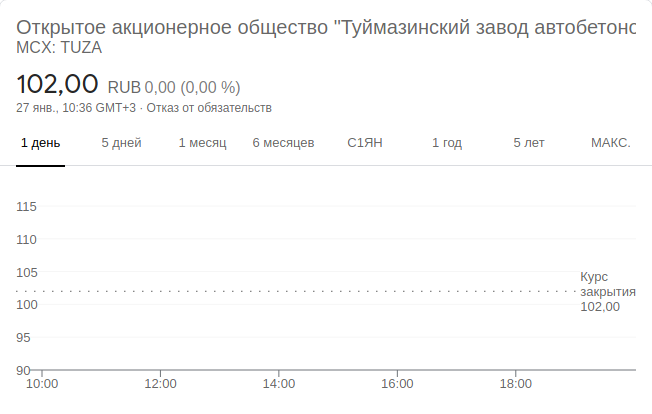 Открытое акционерное общество "Туймазинский завод автобетоно
MCX: TUZA
102,00 RUB 0,00 (0,00 %)
27 янв., 10:36 GMT+3 · Отказ от обязательств
1 день 5 дней 1 месяц 6 месяцев С1ЯН 1 год 5 лет МАКС.
115
110
105
100
95
90
Курс
закрытия
102,00
10:00 12:00 14:00 16:00 18:00